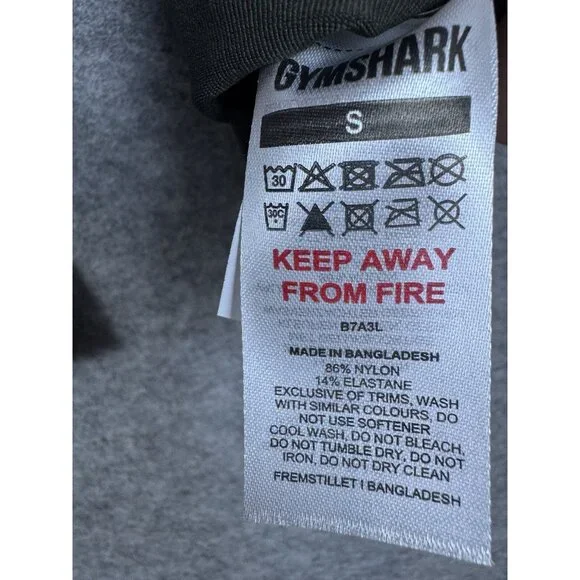 GYMSHARK
S
30
30C
KEEP AWAY
FROM FIRE
B7A3L
MADE IN BANGLADESH
86% NYLON
14% ELASTANE
EXCLUSIVE OF TRIMS, WASH
WITH SIMILAR COLOURS, DO
NOT USE SOFTENER
COOL WASH, DO NOT BLEACH,
DO NOT TUMBLE DRY, DO NOT
IRON, DO NOT DRY CLEAN
FREMSTILLET I BANGLADESH